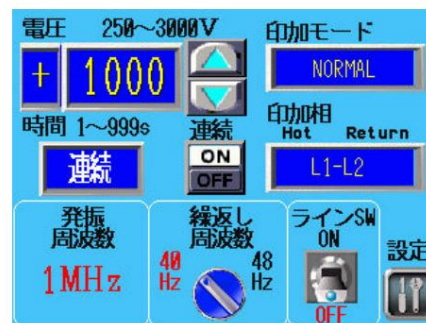 電圧 250～3000V
+ 1000
時間 1～999s
連続
連続
ON
OFF
印加モード
NORMAL
印加相
Hot Return
L1-L2
発振
周波数
1MHz
繰返し
周波数
40
Hz
48
Hz
ラインSW
ON
OFF
設定